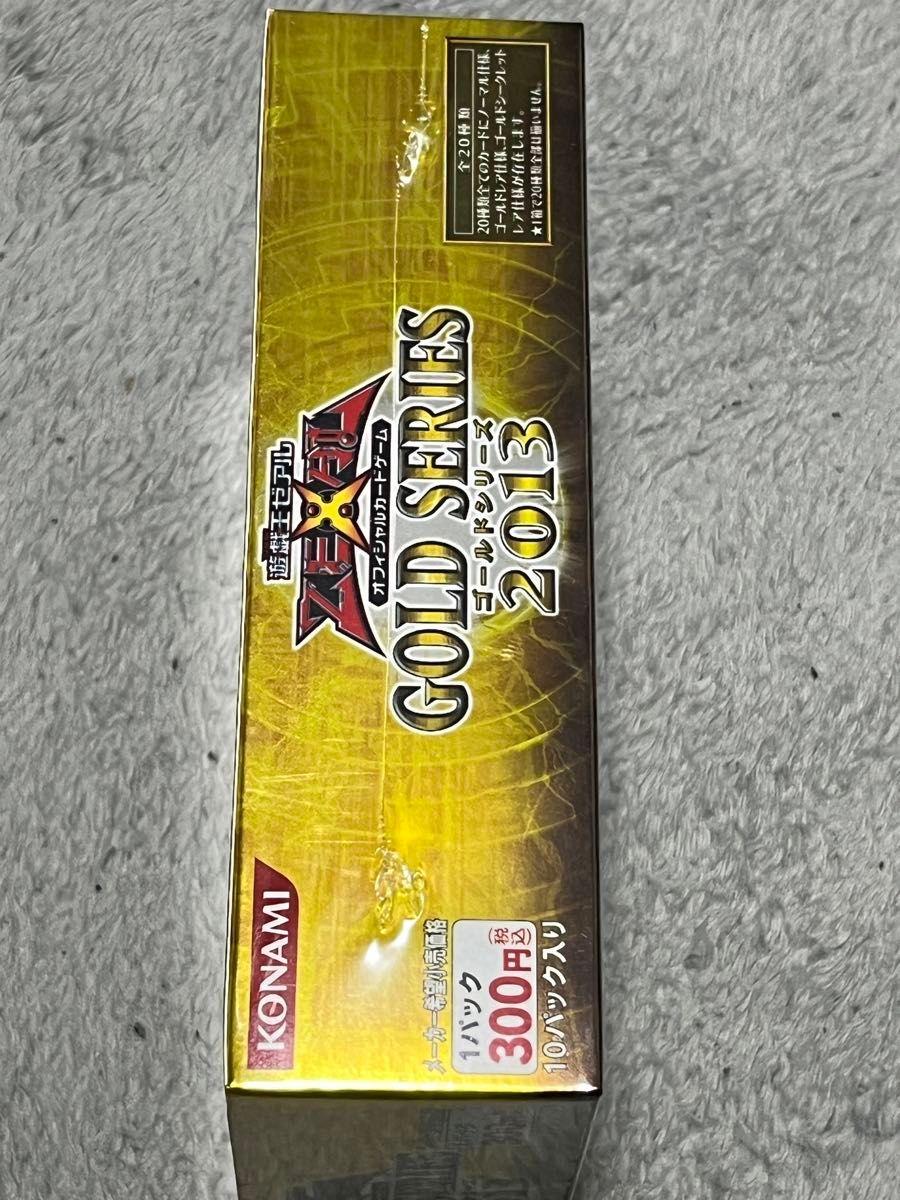 KONAMI
遊戯王ゼアル
ZEXAL
オフィシャルカードゲーム
GOLD SERIES
ゴールドシリーズ
2013
メーカー希望小売価格
1パック
300円(税込)
10パック入り
全20種類
20種類全てのカードにノーマル仕様、
ゴールドレア仕様、ゴールドシークレット
レア仕様が存在します。
★1箱で20種類全部は揃いません。